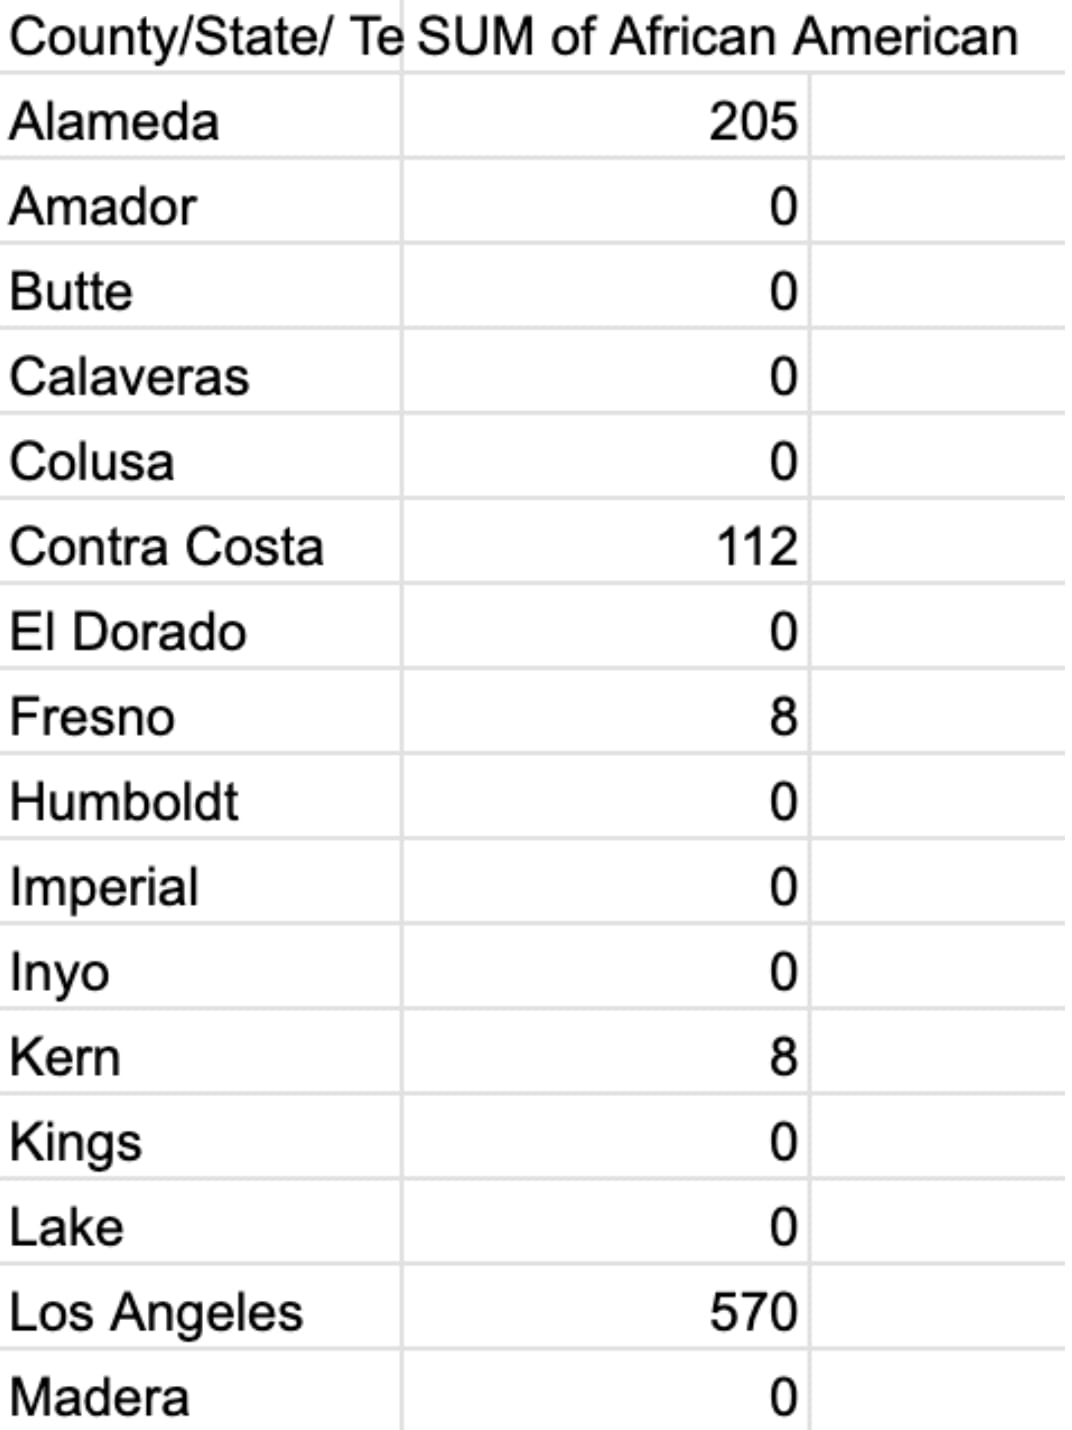 County/State/ Te SUM of African American
Alameda 205
Amador 0
Butte 0
Calaveras 0
Colusa 0
Contra Costa 112
El Dorado 0
Fresno 8
Humboldt 0
Imperial 0
Inyo 0
Kern 8
Kings 0
Lake 0
Los Angeles 570
Madera 0